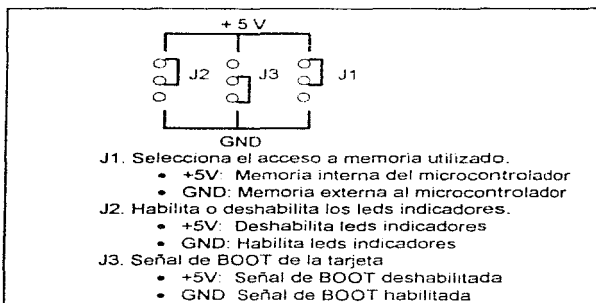 + 5 V
J2 J3 J1
GND
J1. Selecciona el acceso a memoria utilizado.
• +5V: Memoria interna del microcontrolador
• GND: Memoria externa al microcontrolador
J2. Habilita o deshabilita los leds indicadores.
• +5V: Deshabilita leds indicadores
• GND: Habilita leds indicadores
J3. Señal de BOOT de la tarjeta
• +5V: Señal de BOOT deshabilitada
• GND Señal de BOOT habilitada